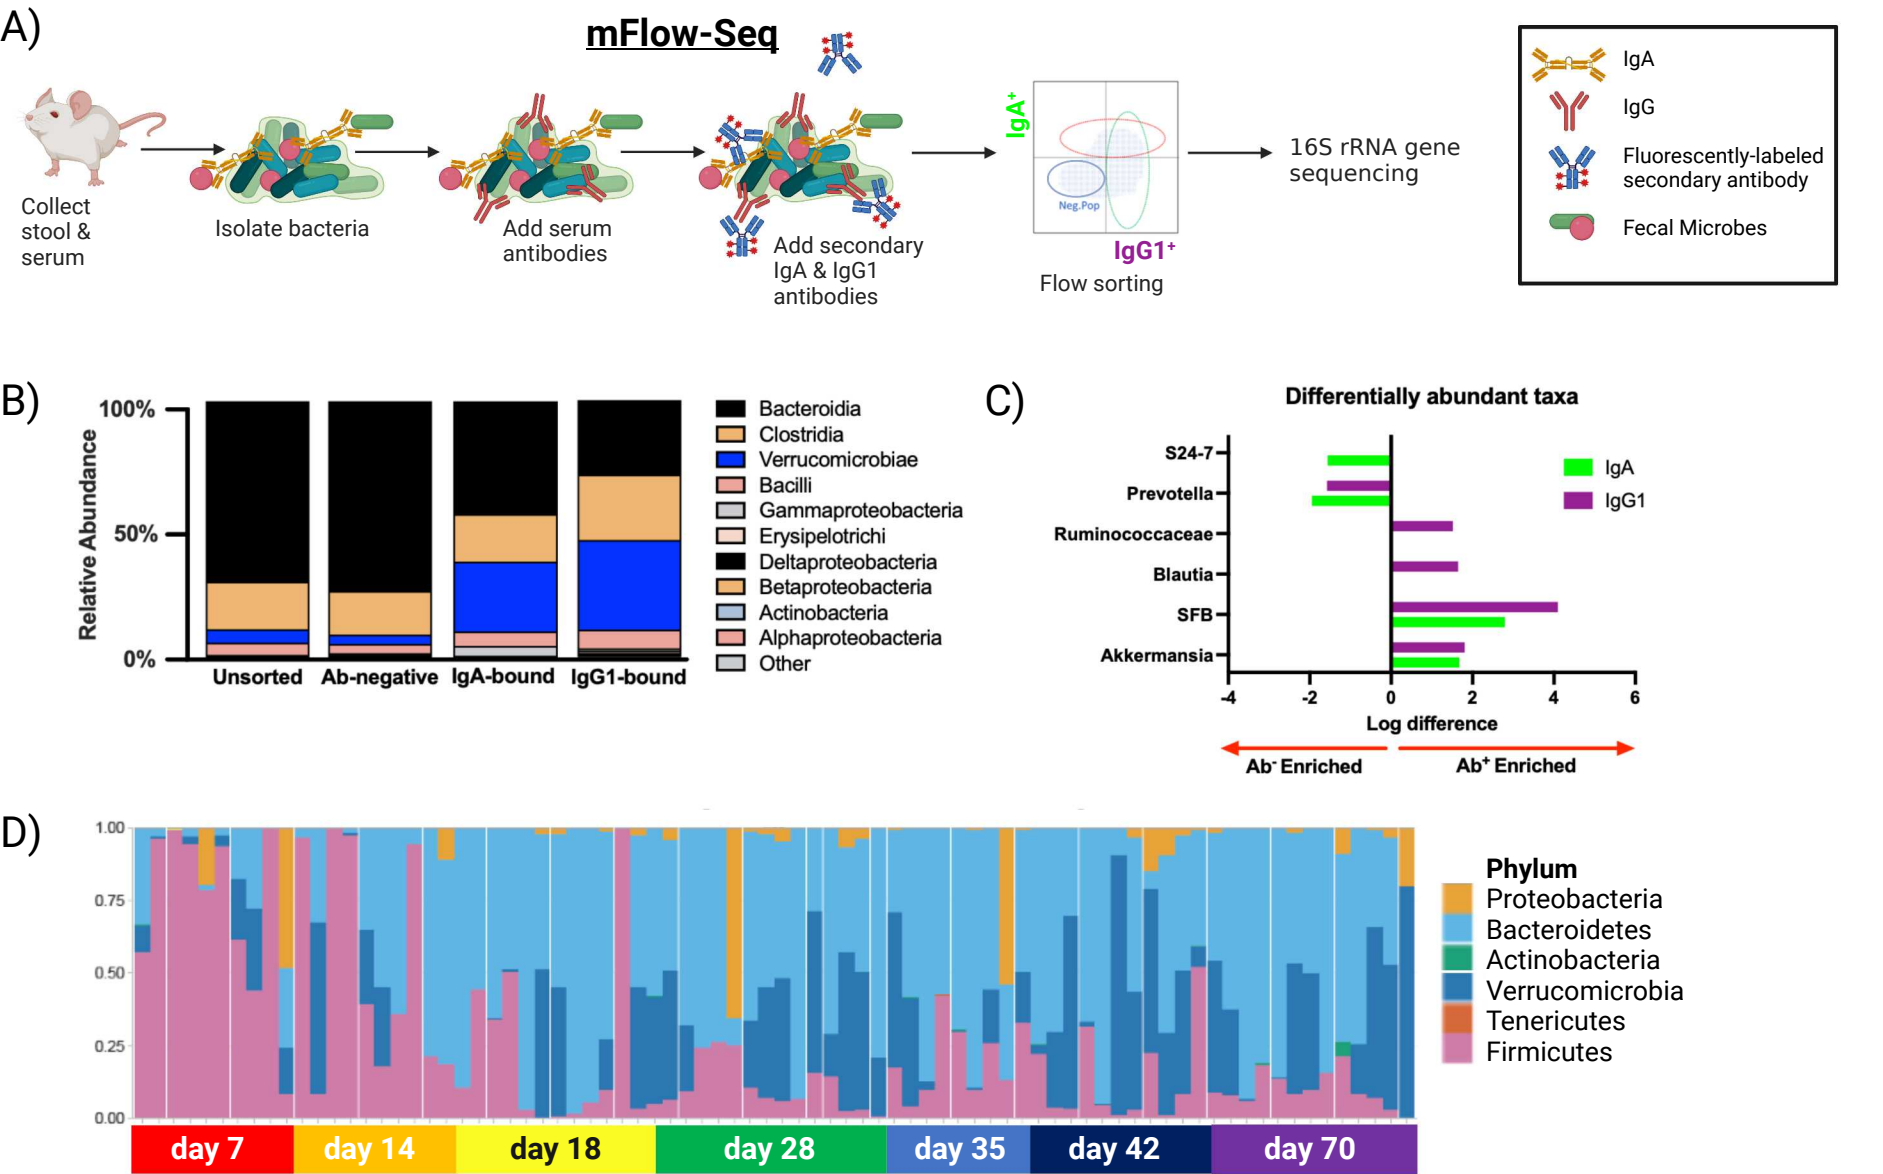 A)
mFlow-Seq
Collect
stool &
serum
Isolate bacteria
Add serum
antibodies
Add secondary
IgA & IgG1
antibodies
IgA+
Neg.Pop
IgG1+
Flow sorting
16S rRNA gene
sequencing
IgA
IgG
Fluorescently-labeled
secondary antibody
Fecal Microbes
B)
Relative Abundance
100%
50%
0%
Unsorted
Ab-negative
IgA-bound
IgG1-bound
Bacteroidia
Clostridia
Verrucomicrobiae
Bacilli
Gammaproteobacteria
Erysipelotrichi
Deltaproteobacteria
Betaproteobacteria
Actinobacteria
Alphaproteobacteria
Other
C)
Differentially abundant taxa
S24-7
Prevotella
Ruminococcaceae
Blautia
SFB
Akkermansia
IgA
IgG1
-4 -2 0 2 4 6
Log difference
Ab- Enriched
Ab+ Enriched
D)
1.00
0.75
0.50
0.25
0.00
day 7
day 14
day 18
day 28
day 35
day 42
day 70
Phylum
Proteobacteria
Bacteroidetes
Actinobacteria
Verrucomicrobia
Tenericutes
Firmicutes